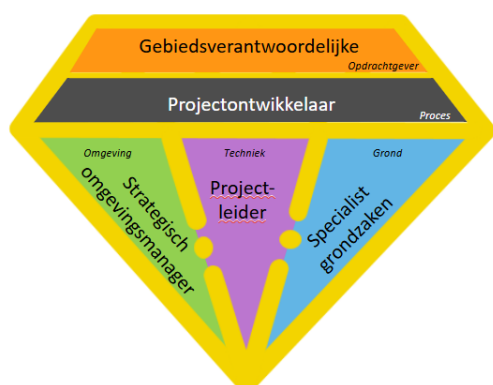 Gebiedsverantwoordelijke
Opdrachtgever
Projectontwikkelaar
Proces
Omgeving
Strategisch
omgevingsmanager
Techniek
Project-
leider
Grond
Specialist
grondzaken